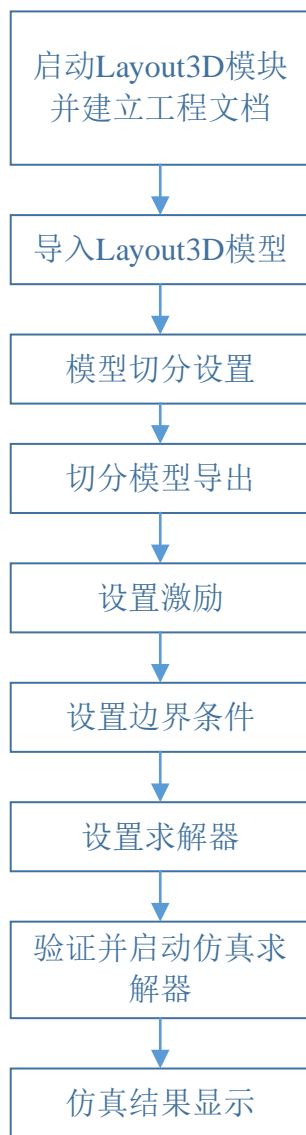 启动Layout3D模块
并建立工程文档
导入Layout3D模型
模型切分设置
切分模型导出
设置激励
设置边界条件
设置求解器
验证并启动仿真求
解器
仿真结果显示